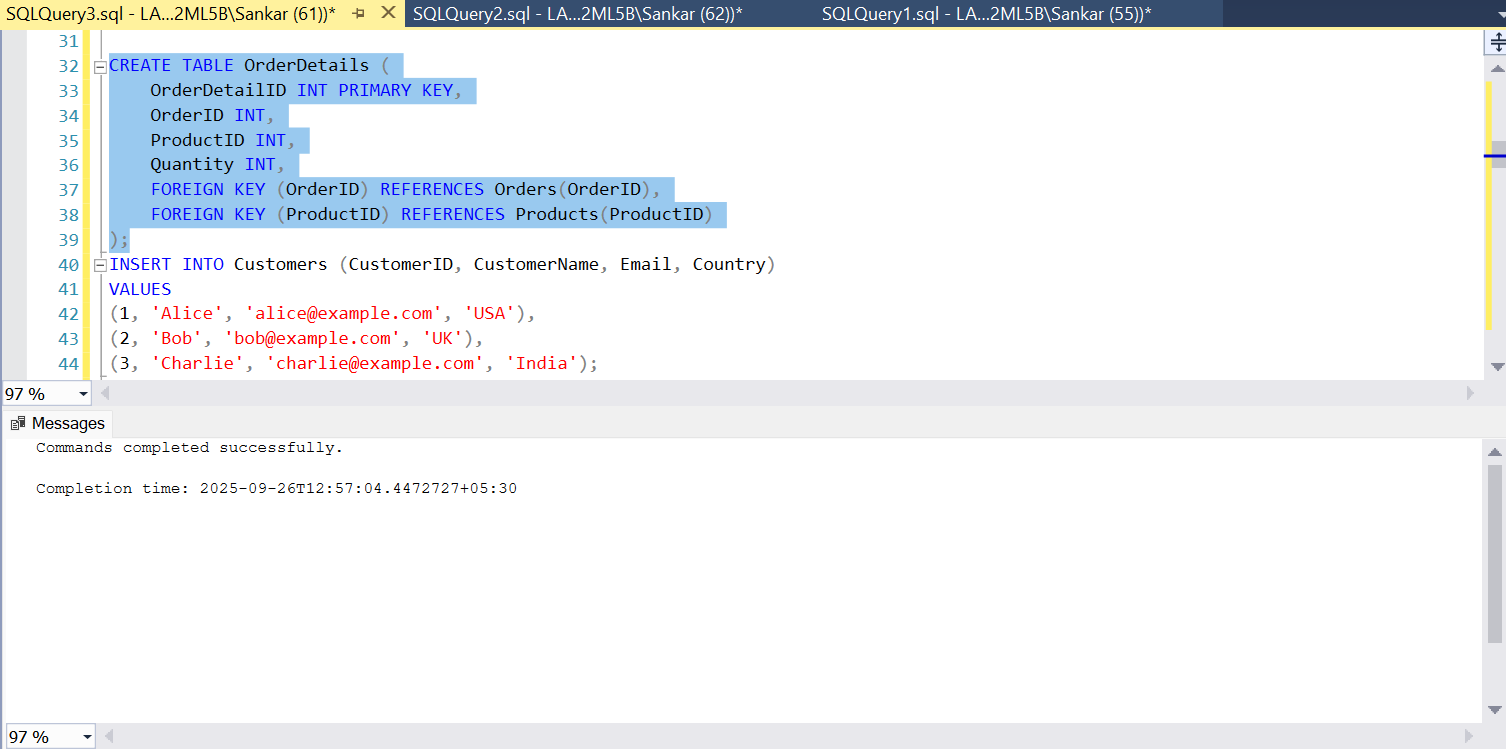 SQLQuery3.sql - LA...2ML5B\Sankar (61))* SQLQuery2.sql - LA...2ML5B\Sankar (62))* SQLQuery1.sql - LA...2ML5B\Sankar (55))*
31
32 CREATE TABLE OrderDetails (
33 OrderDetailID INT PRIMARY KEY,
34 OrderID INT,
35 ProductID INT,
36 Quantity INT,
37 FOREIGN KEY (OrderID) REFERENCES Orders(OrderID),
38 FOREIGN KEY (ProductID) REFERENCES Products(ProductID)
39 );
40 INSERT INTO Customers (CustomerID, CustomerName, Email, Country)
41 VALUES
42 (1, 'Alice', 'alice@example.com', 'USA'),
43 (2, 'Bob', 'bob@example.com', 'UK'),
44 (3, 'Charlie', 'charlie@example.com', 'India');
97 %
Messages
Commands completed successfully.
Completion time: 2025-09-26T12:57:04.4472727+05:30
97 %